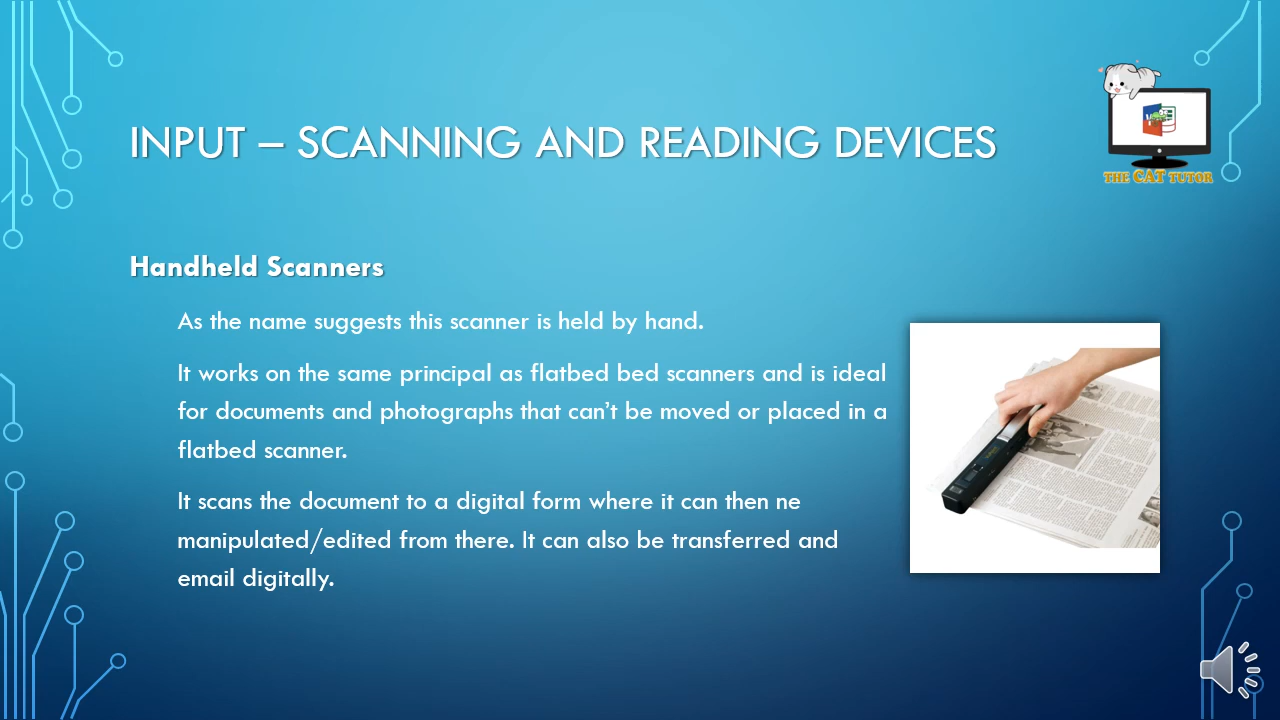 INPUT – SCANNING AND READING DEVICES
THE CAT TUTOR
Handheld Scanners
As the name suggests this scanner is held by hand.
It works on the same principal as flatbed bed scanners and is ideal
for documents and photographs that can’t be moved or placed in a
flatbed scanner.
It scans the document to a digital form where it can then ne
manipulated/edited from there. It can also be transferred and
email digitally.